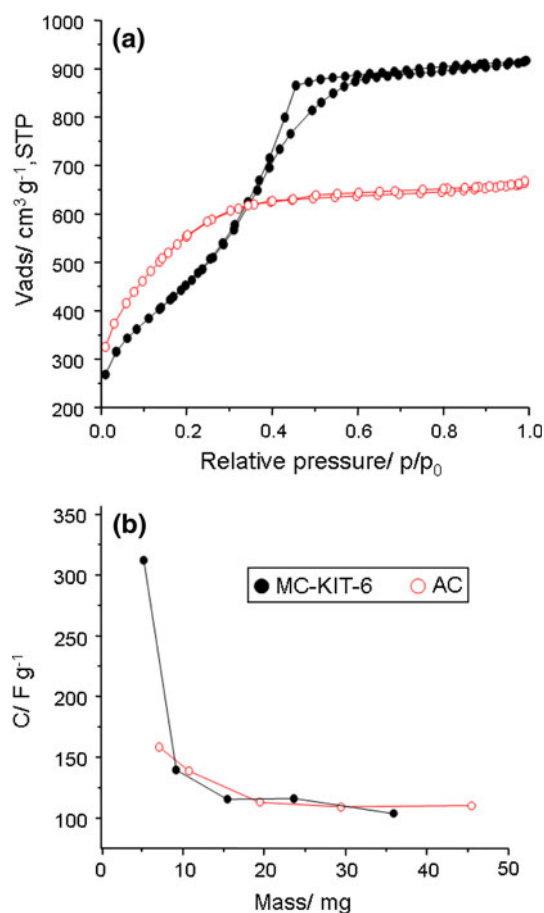 (a)
Vads/ cm³ g⁻¹,STP
1000
900
800
700
600
500
400
300
200
0.0 0.2 0.4 0.6 0.8 1.0
Relative pressure/ p/p₀
(b)
C/ F g⁻¹
350
300
250
200
150
100
MC-KIT-6 AC
0 10 20 30 40 50
Mass/ mg